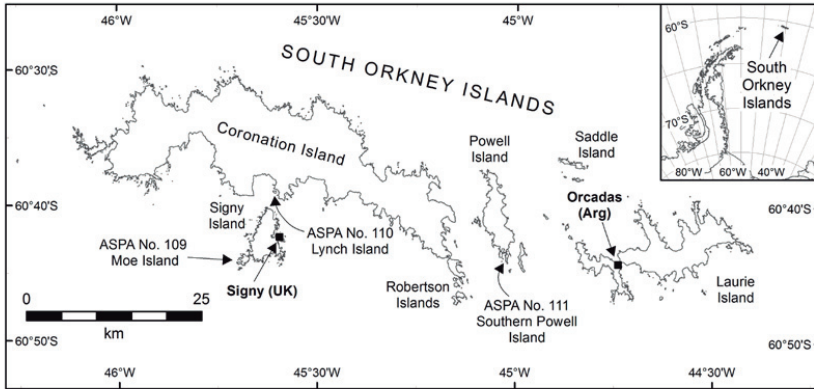 46°W
45°30'W
45°W
60°S
70°S
80°W
60°W
40°W
South
Orkney
Islands
SOUTH ORKNEY ISLANDS
60°30'S
Coronation Island
Powell
Island
Saddle
Island
60°40'S
Signy
Island
ASPA No. 110
Lynch Island
Orcadas
(Arg)
60°40'S
ASPA No. 109
Moe Island
Signy (UK)
Robertson
Islands
ASPA No. 111
Southern Powell
Island
Laurie
Island
0
25
km
60°50'S
60°50'S
46°W
45°30'W
45°W
44°30'W